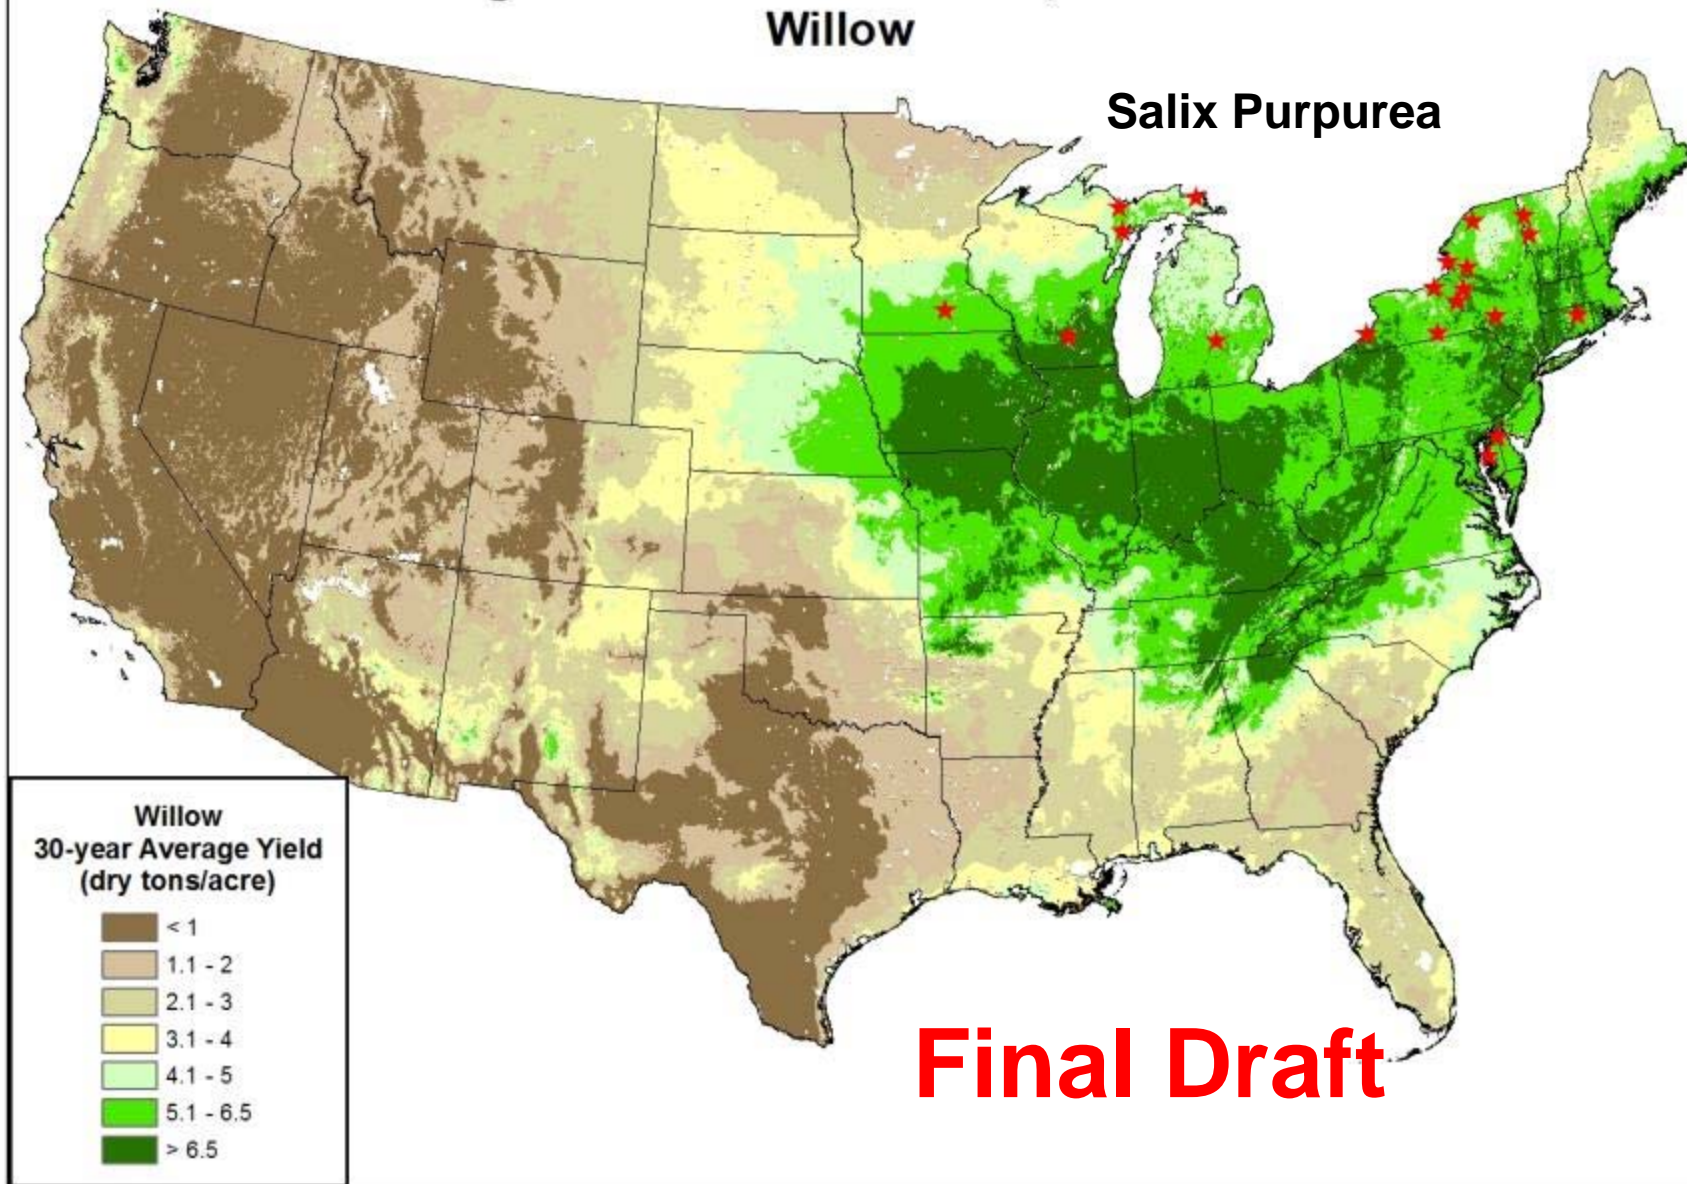 Willow
Salix Purpurea
Willow
30-year Average Yield
(dry tons/acre)
< 1
1.1 - 2
2.1 - 3
3.1 - 4
4.1 - 5
5.1 - 6.5
> 6.5
Final Draft